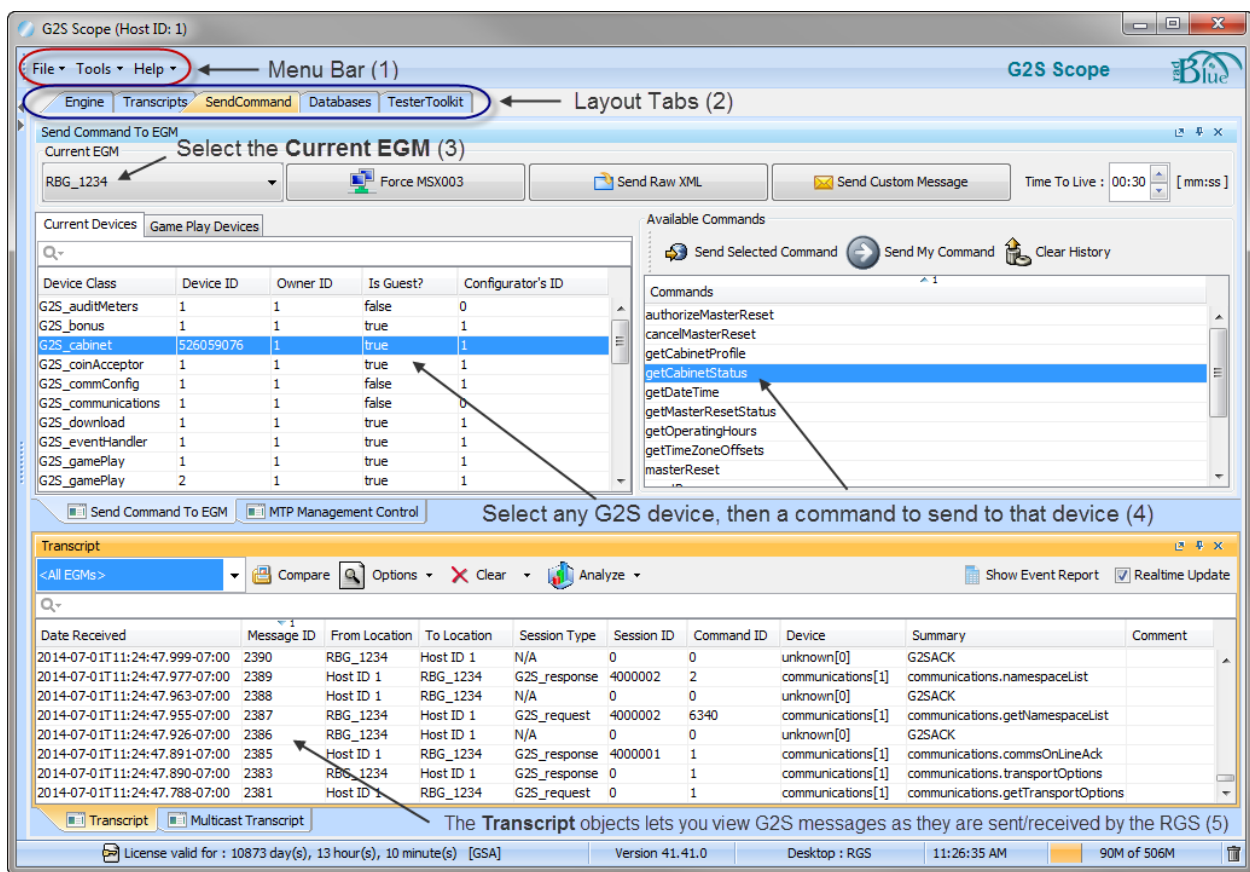 G2S Scope (Host ID: 1)
File Tools Help Menu Bar (1) G2S Scope radBlue
Engine Transcripts SendCommand Databases TesterToolkit Layout Tabs (2)
Send Command To EGM
Current EGM Select the Current EGM (3)
RBG_1234 Force MSX003 Send Raw XML Send Custom Message Time To Live : 00:30 [ mm:ss ]
Current Devices Game Play Devices
Device Class Device ID Owner ID Is Guest? Configurator's ID
G2S_auditMeters 1 1 false 0
G2S_bonus 1 1 true 1
G2S_cabinet 526059076 1 true 1
G2S_coinAcceptor 1 1 true 1
G2S_commConfig 1 1 false 1
G2S_communications 1 1 false 0
G2S_download 1 1 true 1
G2S_eventHandler 1 1 true 1
G2S_gamePlay 1 1 true 1
G2S_gamePlay 2 1 true 1
Available Commands
Send Selected Command Send My Command Clear History
1
Commands
authorizeMasterReset
cancelMasterReset
getCabinetProfile
getCabinetStatus
getDateTime
getMasterResetStatus
getOperatingHours
getTimeZoneOffsets
masterReset
Send Command To EGM MTP Management Control Select any G2S device, then a command to send to that device (4)
Transcript
<All EGMs> Compare Options Clear Analyze Show Event Report Realtime Update
1
Date Received Message ID From Location To Location Session Type Session ID Command ID Device Summary Comment
2014-07-01T11:24:47.999-07:00 2390 RBG_1234 Host ID 1 N/A 0 0 unknown[0] G2SACK
2014-07-01T11:24:47.977-07:00 2389 Host ID 1 RBG_1234 G2S_response 4000002 2 communications[1] communications.namespaceList
2014-07-01T11:24:47.963-07:00 2388 Host ID 1 RBG_1234 N/A 0 0 unknown[0] G2SACK
2014-07-01T11:24:47.955-07:00 2387 RBG_1234 Host ID 1 G2S_request 4000002 6340 communications[1] communications.getNamespaceList
2014-07-01T11:24:47.926-07:00 2386 RBG_1234 Host ID 1 N/A 0 0 unknown[0] G2SACK
2014-07-01T11:24:47.891-07:00 2385 Host ID 1 RBG_1234 G2S_response 4000001 1 communications[1] communications.commsOnLineAck
2014-07-01T11:24:47.890-07:00 2383 RBG_1234 Host ID 1 G2S_response 0 1 communications[1] communications.transportOptions
2014-07-01T11:24:47.788-07:00 2381 Host ID 1 RBG_1234 G2S_request 0 1 communications[1] communications.getTransportOptions
Transcript Multicast Transcript The Transcript objects lets you view G2S messages as they are sent/received by the RGS (5)
License valid for : 10873 day(s), 13 hour(s), 10 minute(s) [GSA] Version 41.41.0 Desktop : RGS 11:26:35 AM 90M of 506M